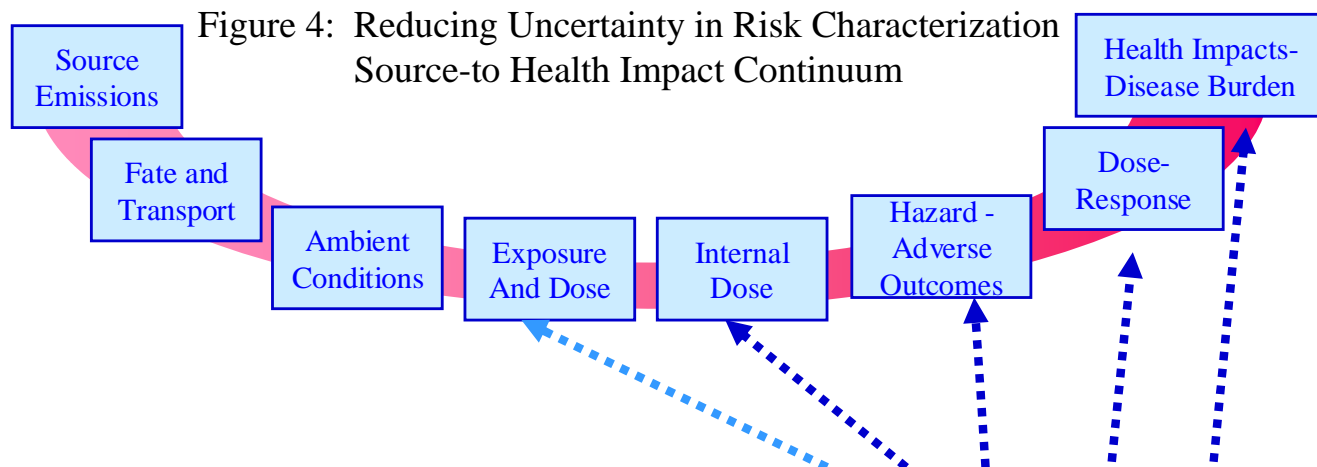 Figure 4: Reducing Uncertainty in Risk Characterization
Source-to Health Impact Continuum
Source
Emissions
Fate and
Transport
Ambient
Conditions
Exposure
And Dose
Internal
Dose
Hazard -
Adverse
Outcomes
Dose-
Response
Health Impacts-
Disease Burden